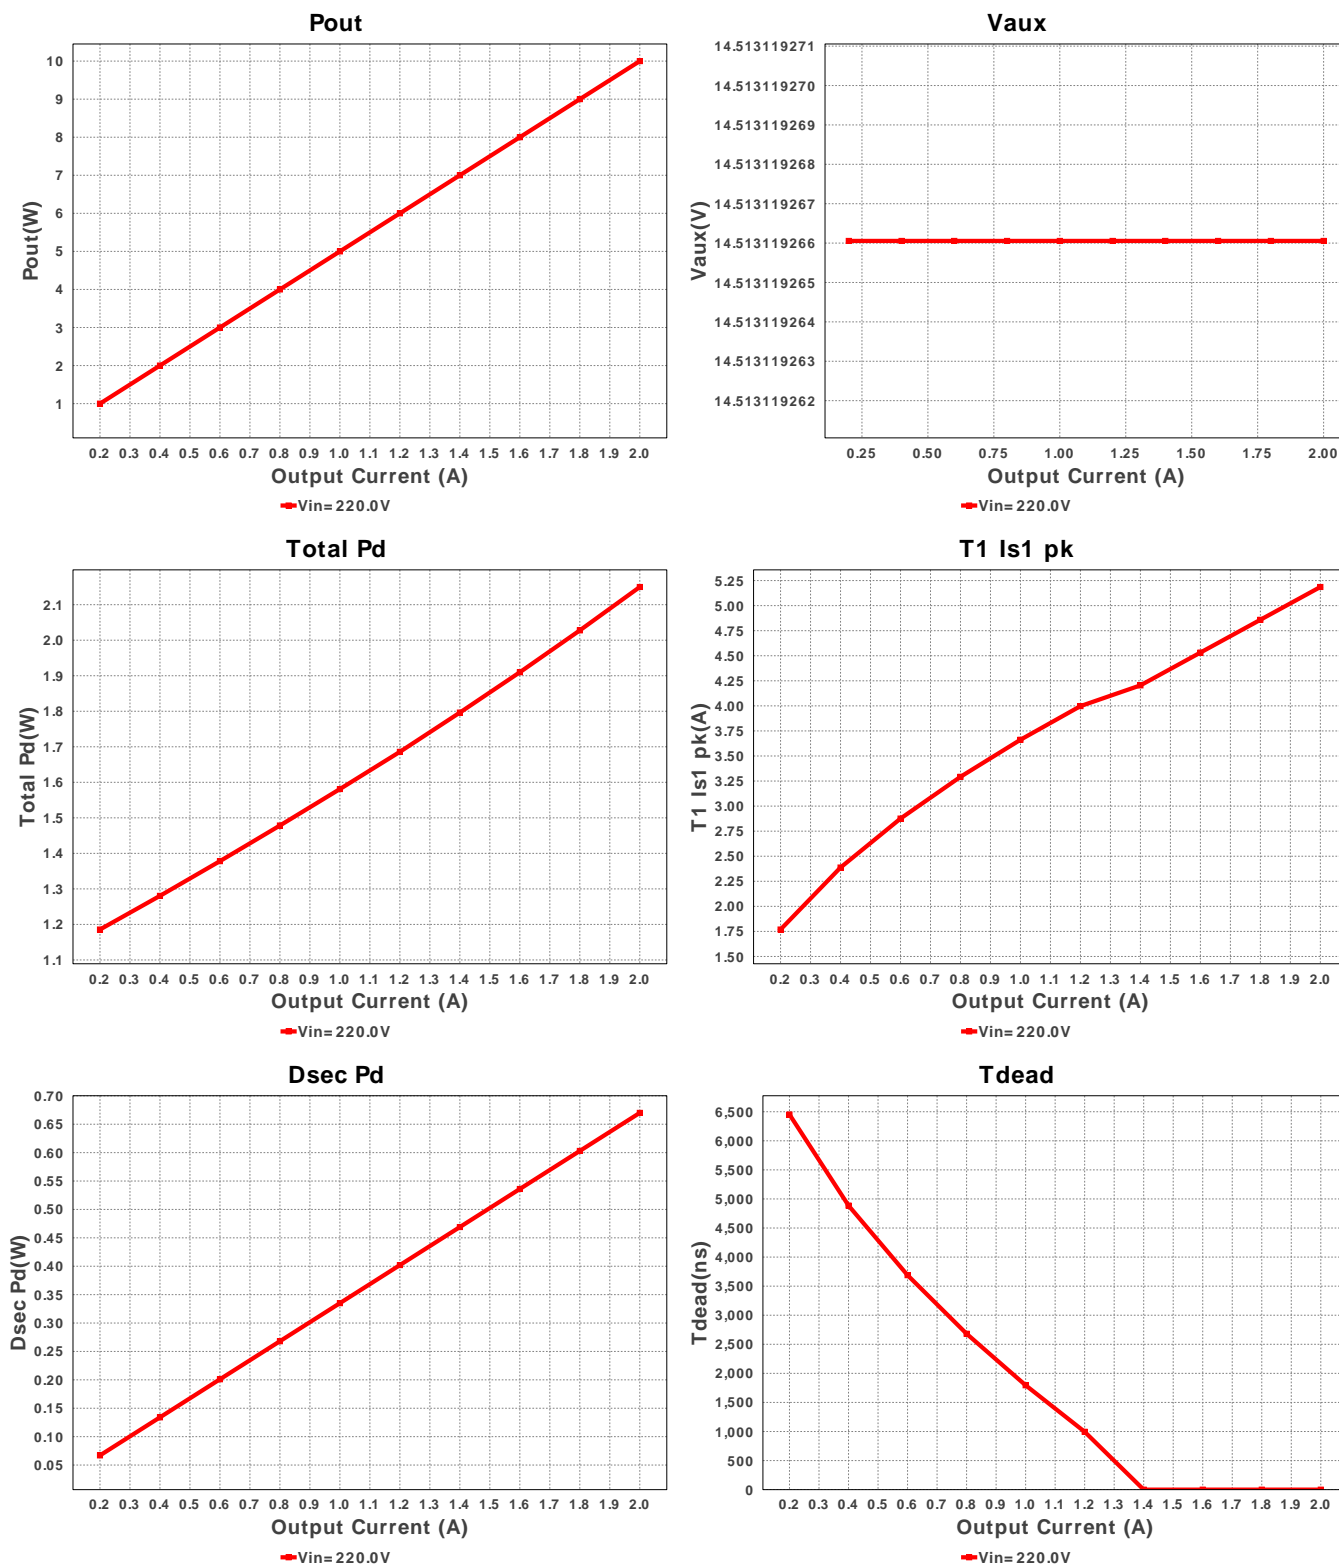 Pout
10
9
8
7
6
5
4
3
2
1
Pout(W)
0.2 0.3 0.4 0.5 0.6 0.7 0.8 0.9 1.0 1.1 1.2 1.3 1.4 1.5 1.6 1.7 1.8 1.9 2.0
Output Current (A)
Vin=220.0V
Vaux
14.513119271
14.513119270
14.513119269
14.513119268
14.513119267
14.513119266
14.513119265
14.513119264
14.513119263
14.513119262
Vaux(V)
0.25 0.50 0.75 1.00 1.25 1.50 1.75 2.00
Output Current (A)
Vin=220.0V
Total Pd
2.1
2.0
1.9
1.8
1.7
1.6
1.5
1.4
1.3
1.2
1.1
Total Pd(W)
0.2 0.3 0.4 0.5 0.6 0.7 0.8 0.9 1.0 1.1 1.2 1.3 1.4 1.5 1.6 1.7 1.8 1.9 2.0
Output Current (A)
Vin=220.0V
T1 Is1 pk
5.25
5.00
4.75
4.50
4.25
4.00
3.75
3.50
3.25
3.00
2.75
2.50
2.25
2.00
1.75
1.50
T1 Is1 pk(A)
0.2 0.3 0.4 0.5 0.6 0.7 0.8 0.9 1.0 1.1 1.2 1.3 1.4 1.5 1.6 1.7 1.8 1.9 2.0
Output Current (A)
Vin=220.0V
Dsec Pd
0.70
0.65
0.60
0.55
0.50
0.45
0.40
0.35
0.30
0.25
0.20
0.15
0.10
0.05
Dsec Pd(W)
0.2 0.3 0.4 0.5 0.6 0.7 0.8 0.9 1.0 1.1 1.2 1.3 1.4 1.5 1.6 1.7 1.8 1.9 2.0
Output Current (A)
Vin=220.0V
Tdead
6,500
6,000
5,500
5,000
4,500
4,000
3,500
3,000
2,500
2,000
1,500
1,000
500
0
Tdead(ns)
0.2 0.3 0.4 0.5 0.6 0.7 0.8 0.9 1.0 1.1 1.2 1.3 1.4 1.5 1.6 1.7 1.8 1.9 2.0
Output Current (A)
Vin=220.0V